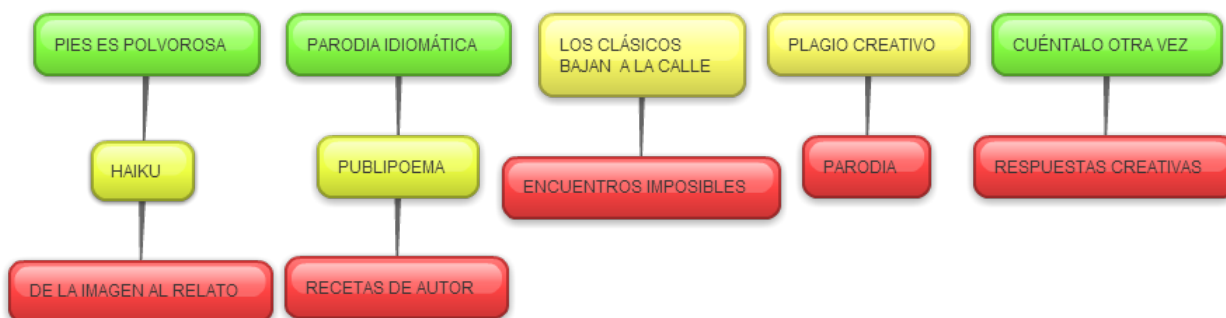 PIES ES POLVOROSA
PARODIA IDIOMÁTICA
LOS CLÁSICOS
BAJAN A LA CALLE
PLAGIO CREATIVO
CUÉNTALO OTRA VEZ
HAIKU
PUBLIPOEMA
ENCUENTROS IMPOSIBLES
PARODIA
RESPUESTAS CREATIVAS
DE LA IMAGEN AL RELATO
RECETAS DE AUTOR